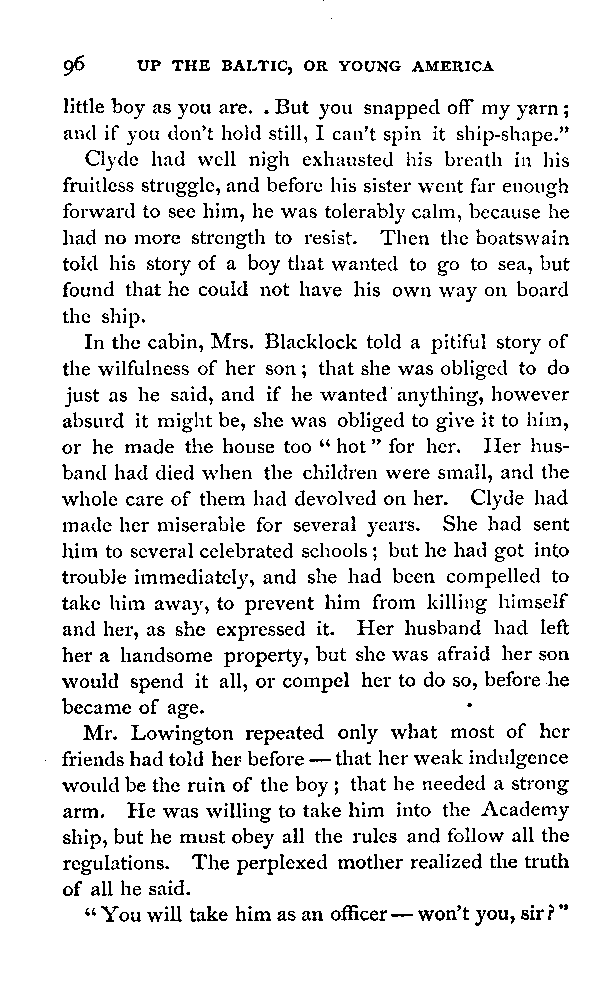 96 UP THE BALTIC, OR YOUNG AMERICA
little boy as you are. . But you snapped off my yarn;
and if you don't hold still, I can't spin it ship-shape."
Clyde had well nigh exhausted his breath in his
fruitless struggle, and before his sister went far enough
forward to see him, he was tolerably calm, because he
had no more strength to resist. Then the boatswain
told his story of a boy that wanted to go to sea, but
found that he could not have his own way on board
the ship.
In the cabin, Mrs. Blacklock told a pitiful story of
the wilfulness of her son; that she was obliged to do
just as he said, and if he wanted anything, however
absurd it might be, she was obliged to give it to him,
or he made the house too "hot" for her. Her hus-
band had died when the children were small, and the
whole care of them had devolved on her. Clyde had
made her miserable for several years. She had sent
him to several celebrated schools; but he had got into
trouble immediately, and she had been compelled to
take him away, to prevent him from killing himself
and her, as she expressed it. Her husband had left
her a handsome property, but she was afraid her son
would spend it all, or compel her to do so, before he
became of age.
Mr. Lowington repeated only what most of her
friends had told her before — that her weak indulgence
would be the ruin of the boy; that he needed a strong
arm. He was willing to take him into the Academy
ship, but he must obey all the rules and follow all the
regulations. The perplexed mother realized the truth
of all he said.
"You will take him as an officer — won't you, sir?"